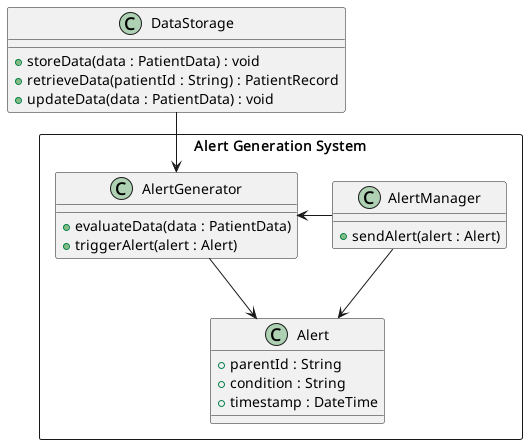 C DataStorage
storeData(data : PatientData) : void
retrieveData(patientId : String) : PatientRecord
updateData(data : PatientData) : void
Alert Generation System
C AlertGenerator
evaluateData(data : PatientData)
triggerAlert(alert : Alert)
C AlertManager
sendAlert(alert : Alert)
C Alert
parentId : String
condition : String
timestamp : DateTime